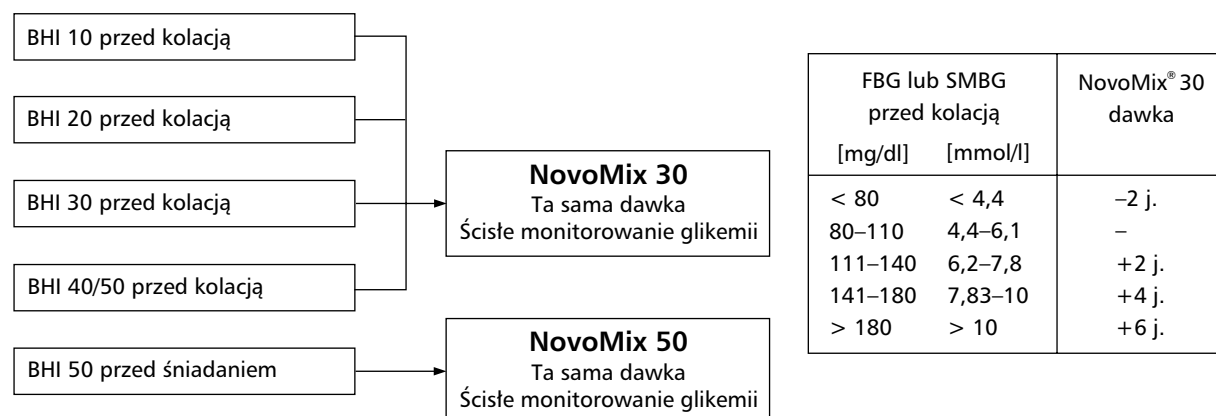 BHI 10 przed kolacją
BHI 20 przed kolacją
BHI 30 przed kolacją
BHI 40/50 przed kolacją
BHI 50 przed śniadaniem
NovoMix 30
Ta sama dawka
Ścisłe monitorowanie glikemii
NovoMix 50
Ta sama dawka
Ścisłe monitorowanie glikemii
FBG lub SMBG NovoMix® 30
przed kolacją dawka
[mg/dl] [mmol/l]
< 80 < 4,4 –2 j.
80–110 4,4–6,1 –
111–140 6,2–7,8 +2 j.
141–180 7,83–10 +4 j.
> 180 > 10 +6 j.